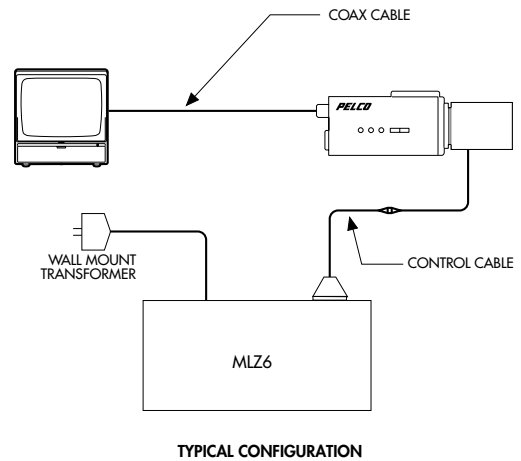 COAX CABLE
PELCO
WALL MOUNT
TRANSFORMER
CONTROL CABLE
MLZ6
TYPICAL CONFIGURATION